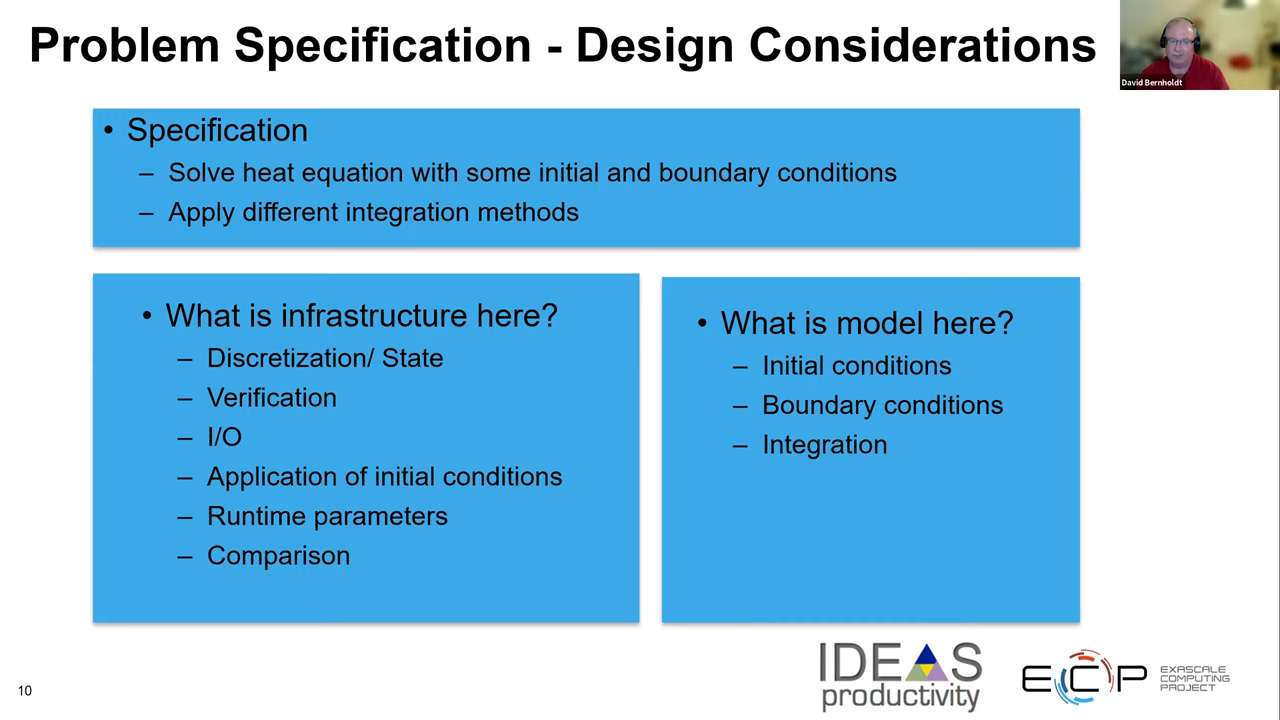 Problem Specification - Design Considerations
David Bernholdt
• Specification
– Solve heat equation with some initial and boundary conditions
– Apply different integration methods
• What is infrastructure here?
– Discretization/ State
– Verification
– I/O
– Application of initial conditions
– Runtime parameters
– Comparison
• What is model here?
– Initial conditions
– Boundary conditions
– Integration
10
IDEAS
productivity
ECP
EXASCALE
COMPUTING
PROJECT